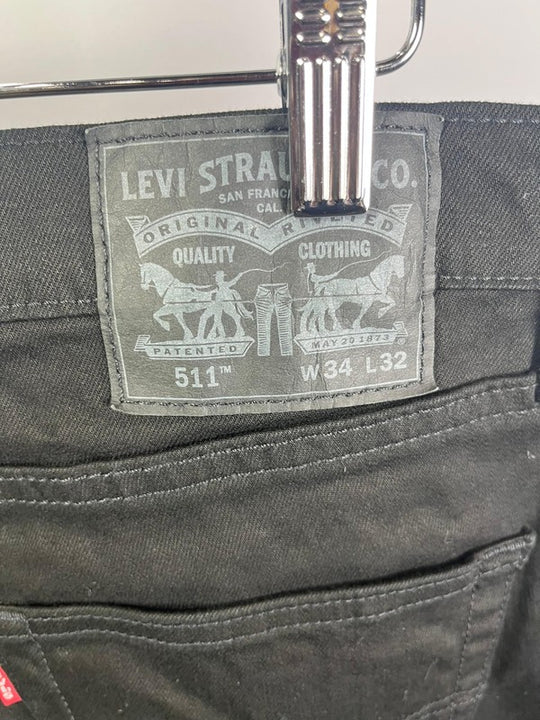 LEVI STRAU CO.
SAN FRANC
CAL
ORIGINAL RIVETED
QUALITY CLOTHING
PATENTED MAY 20 1873
511™ W34 L32